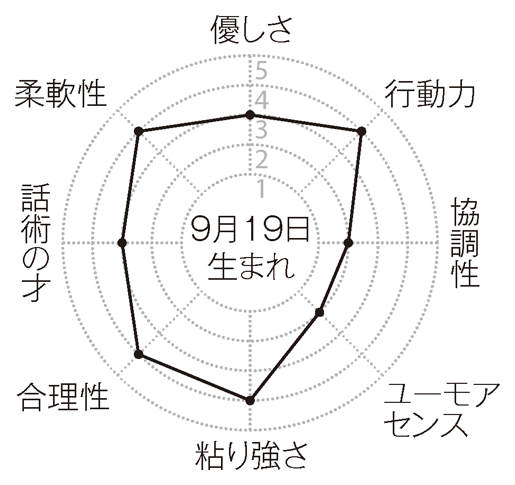 優しさ
行動力
協調性
ユーモア
センス
粘り強さ
合理性
話術の才
柔軟性
5
4
3
2
1
9月19日
生まれ